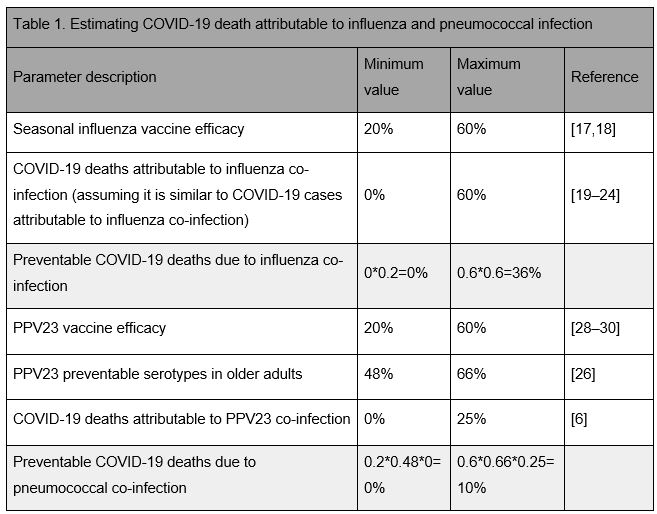 Table 1. Estimating COVID-19 death attributable to influenza and pneumococcal infection
Parameter description
Minimum
value
Maximum
value
Reference
Seasonal influenza vaccine efficacy
20%
60%
[17,18]
COVID-19 deaths attributable to influenza co-
infection (assuming it is similar to COVID-19 cases
attributable to influenza co-infection)
0%
60%
[19–24]
Preventable COVID-19 deaths due to influenza co-
infection
0*0.2=0%
0.6*0.6=36%
PPV23 vaccine efficacy
20%
60%
[28–30]
PPV23 preventable serotypes in older adults
48%
66%
[26]
COVID-19 deaths attributable to PPV23 co-infection
0%
25%
[6]
Preventable COVID-19 deaths due to
pneumococcal co-infection
0.2*0.48*0=
0%
0.6*0.66*0.25=
10%